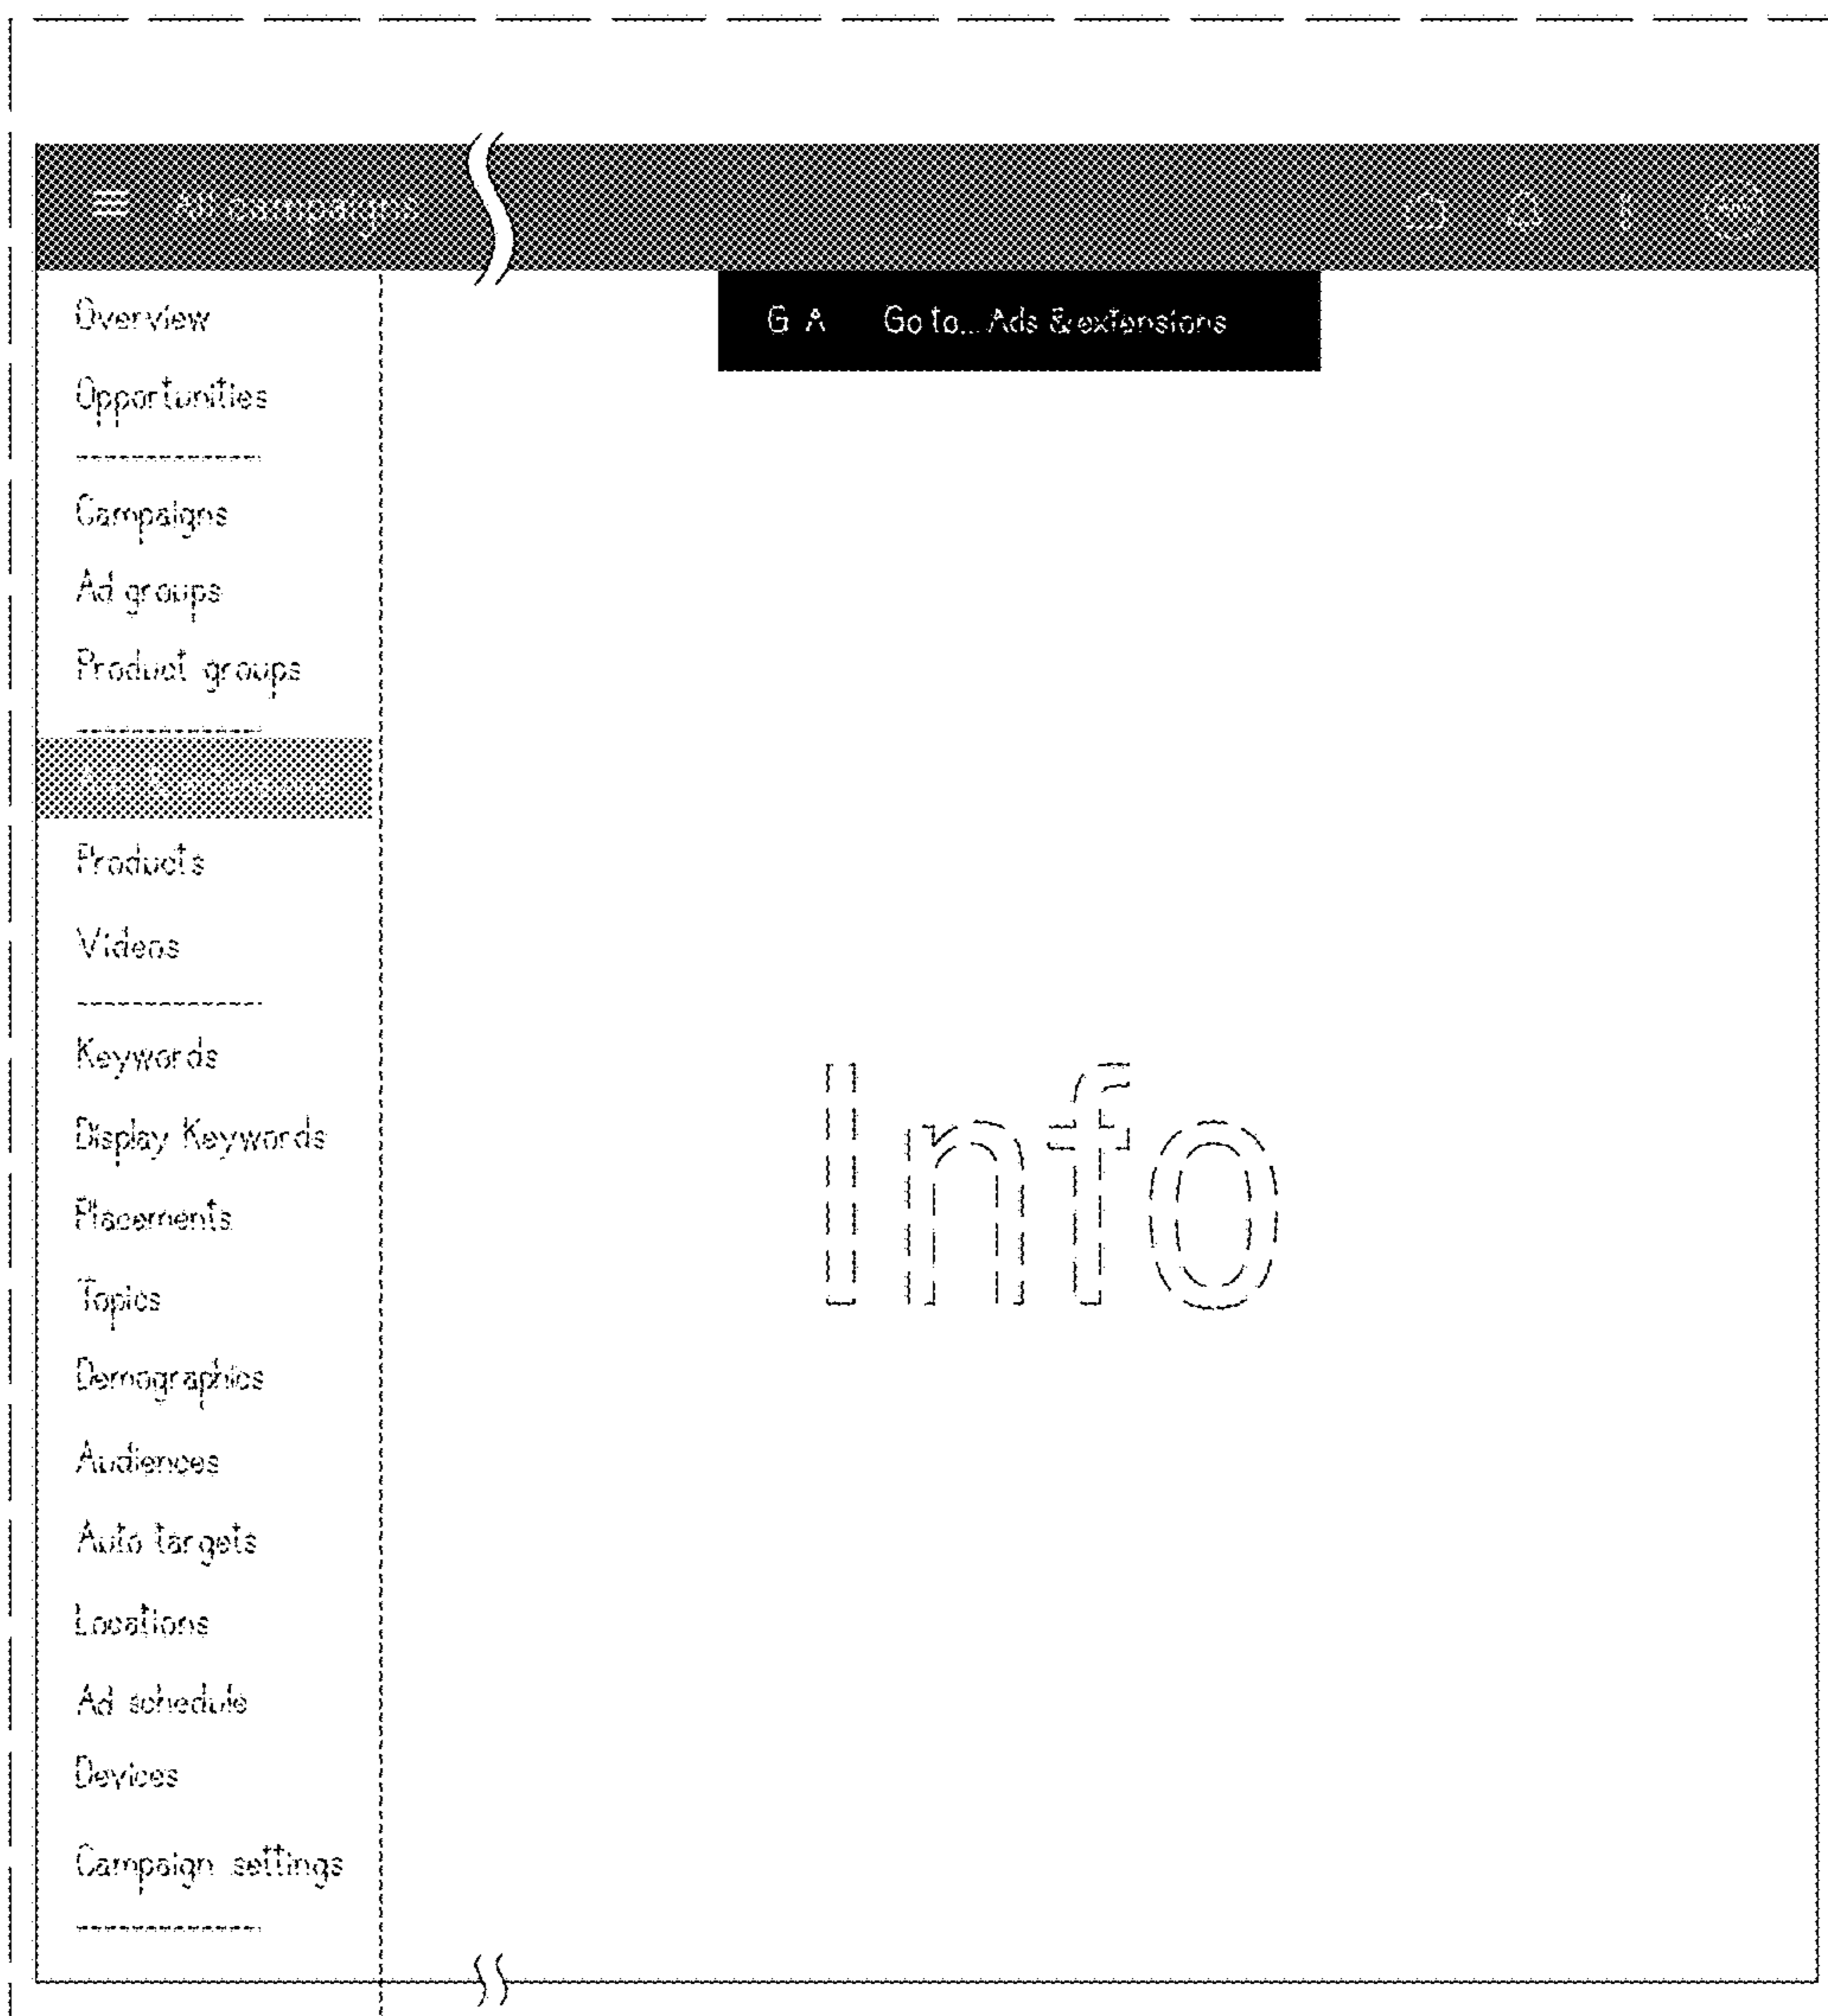 All campaigns
G A Go to... Ads & extensions
Overview
Opportunities
Campaigns
Ad groups
Product groups
Products
Videos
Keywords
Display Keywords
Placements
Topics
Demographics
Audiences
Auto targets
Locations
Ad schedule
Devices
Campaign settings
Info